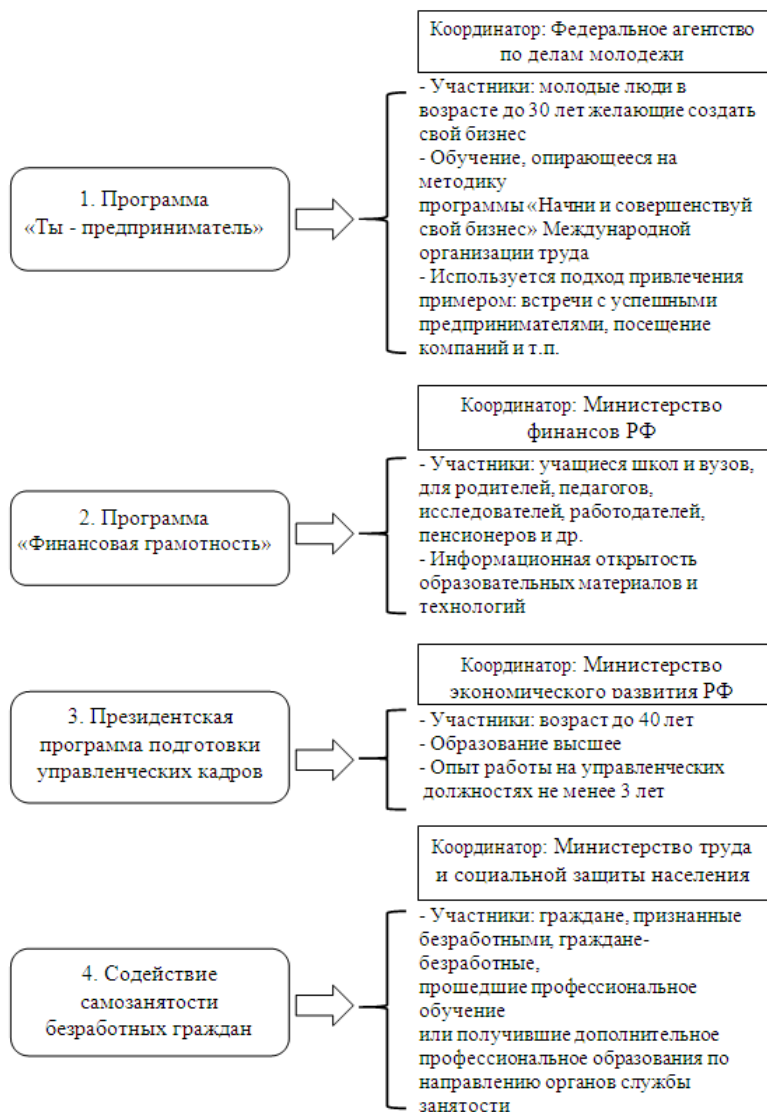 Координатор: Федеральное агентство
по делам молодежи
1. Программа
«Ты - предприниматель»
- Участники: молодые люди в
возрасте до 30 лет желающие создать
свой бизнес
- Обучение, опирающееся на
методику
программы «Начни и совершенствуй
свой бизнес» Международной
организации труда
- Используется подход привлечения
примером: встречи с успешными
предпринимателями, посещение
компаний и т.п.
Координатор: Министерство
финансов РФ
2. Программа
«Финансовая грамотность»
- Участники: учащиеся школ и вузов,
для родителей, педагогов,
исследователей, работодателей,
пенсионеров и др.
- Информационная открытость
образовательных материалов и
технологий
Координатор: Министерство
экономического развития РФ
3. Президентская
программа подготовки
управленческих кадров
- Участники: возраст до 40 лет
- Образование высшее
- Опыт работы на управленческих
должностях не менее 3 лет
Координатор: Министерство труда
и социальной защиты населения
4. Содействие
самозанятости
безработных граждан
- Участники: граждане, признанные
безработными, граждане-
безработные,
прошедшие профессиональное
обучение
или получившие дополнительное
профессиональное образования по
направлению органов службы
занятости